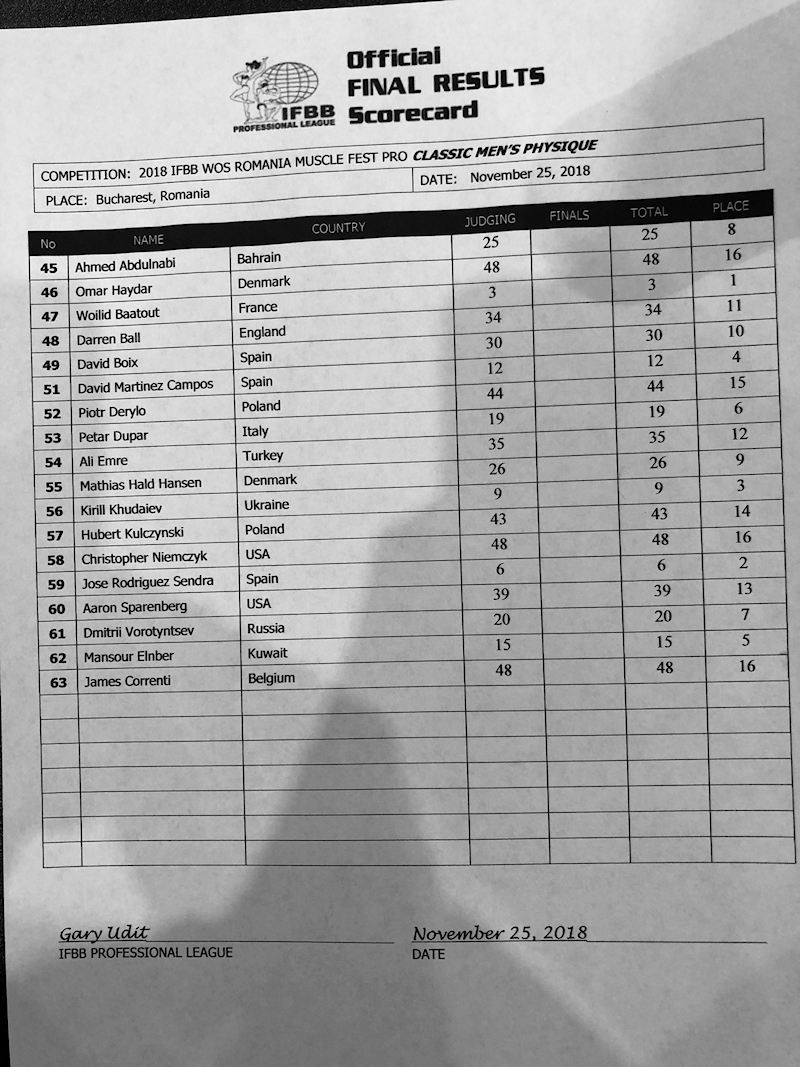 Official
FINAL RESULTS
Scorecard
IFBB
PROFESSIONAL LEAGUE
COMPETITION: 2018 IFBB WOS ROMANIA MUSCLE FEST PRO CLASSIC MEN'S PHYSIQUE
PLACE: Bucharest, Romania DATE: November 25, 2018
No NAME COUNTRY JUDGING FINALS TOTAL PLACE
45 Ahmed Abdulnabi Bahrain 25 25 8
46 Omar Haydar Denmark 48 48 16
47 Woilid Baatout France 3 3 1
48 Darren Ball England 34 34 11
49 David Boix Spain 30 30 10
51 David Martinez Campos Spain 12 12 4
52 Piotr Derylo Poland 44 44 15
53 Petar Dupar Italy 19 19 6
54 Ali Emre Turkey 35 35 12
55 Mathias Hald Hansen Denmark 26 26 9
56 Kirill Khudaiev Ukraine 9 9 3
57 Hubert Kulczynski Poland 43 43 14
58 Christopher Niemczyk USA 48 48 16
59 Jose Rodriguez Sendra Spain 6 6 2
60 Aaron Sparenberg USA 39 39 13
61 Dmitrii Vorotyntsev Russia 20 20 7
62 Mansour Elnber Kuwait 15 15 5
63 James Correnti Belgium 48 48 16
Gary Udit November 25, 2018
IFBB PROFESSIONAL LEAGUE DATE